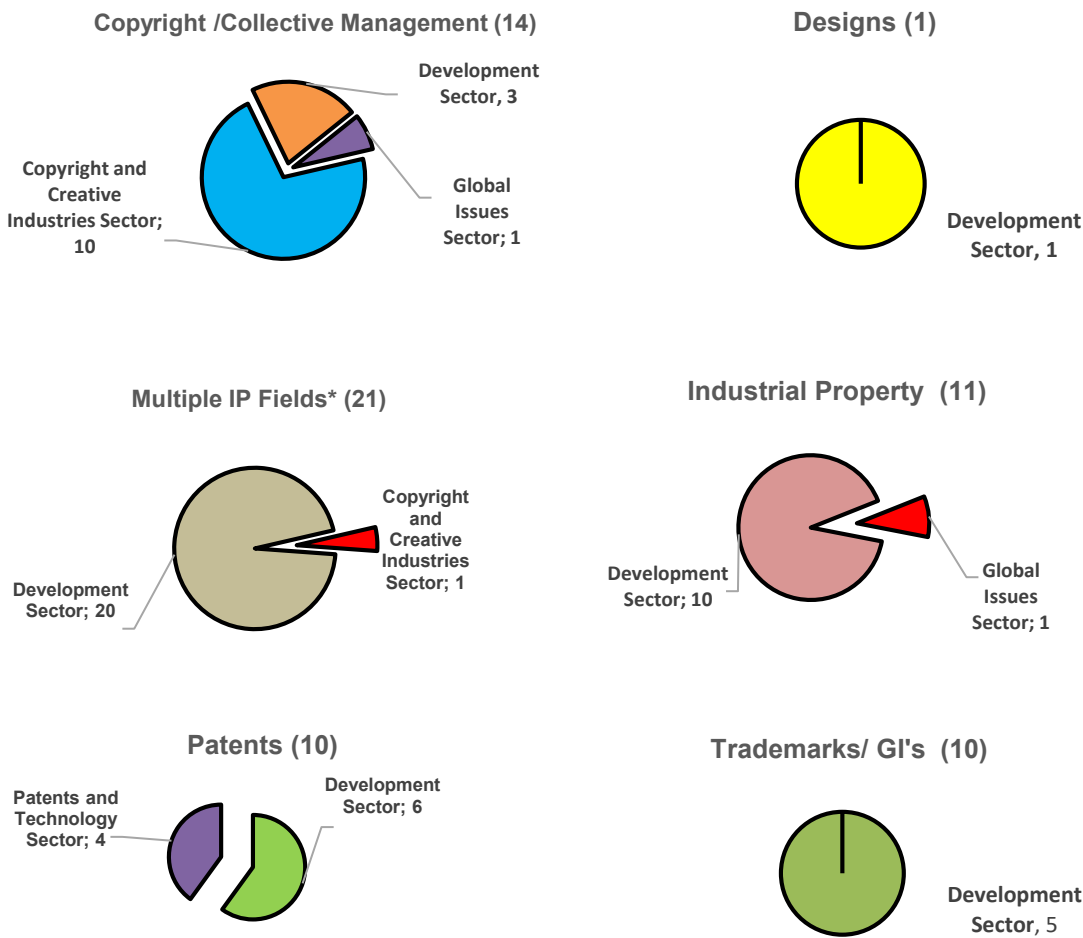 Copyright /Collective Management (14)
Development
Sector, 3
Copyright and
Creative
Industries Sector;
10
Global
Issues
Sector; 1
Designs (1)
Development
Sector, 1
Multiple IP Fields* (21)
Copyright
and
Creative
Industries
Sector; 1
Development
Sector; 20
Industrial Property (11)
Development
Sector; 10
Global
Issues
Sector; 1
Patents (10)
Patents and
Technology
Sector; 4
Development
Sector; 6
Trademarks/ GI's (10)
Development
Sector, 5